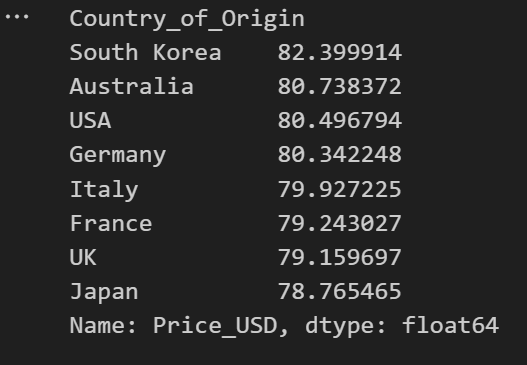 Country_of_Origin
South Korea    82.399914
Australia      80.738372
USA            80.496794
Germany        80.342248
Italy          79.927225
France         79.243027
UK             79.159697
Japan          78.765465
Name: Price_USD, dtype: float64